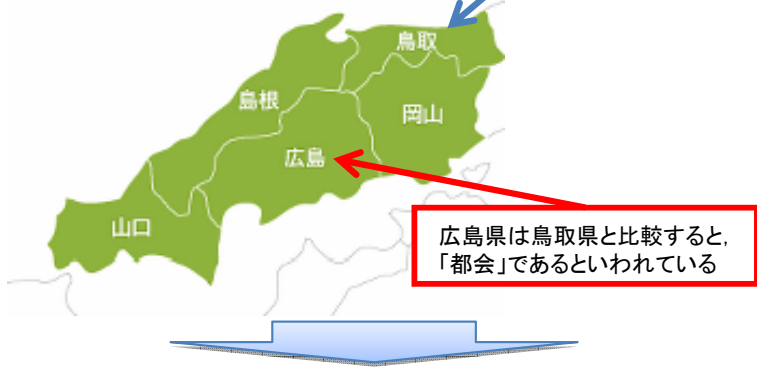 鳥取
島根
岡山
広島
山口
広島県は鳥取県と比較すると,
「都会」であるといわれている